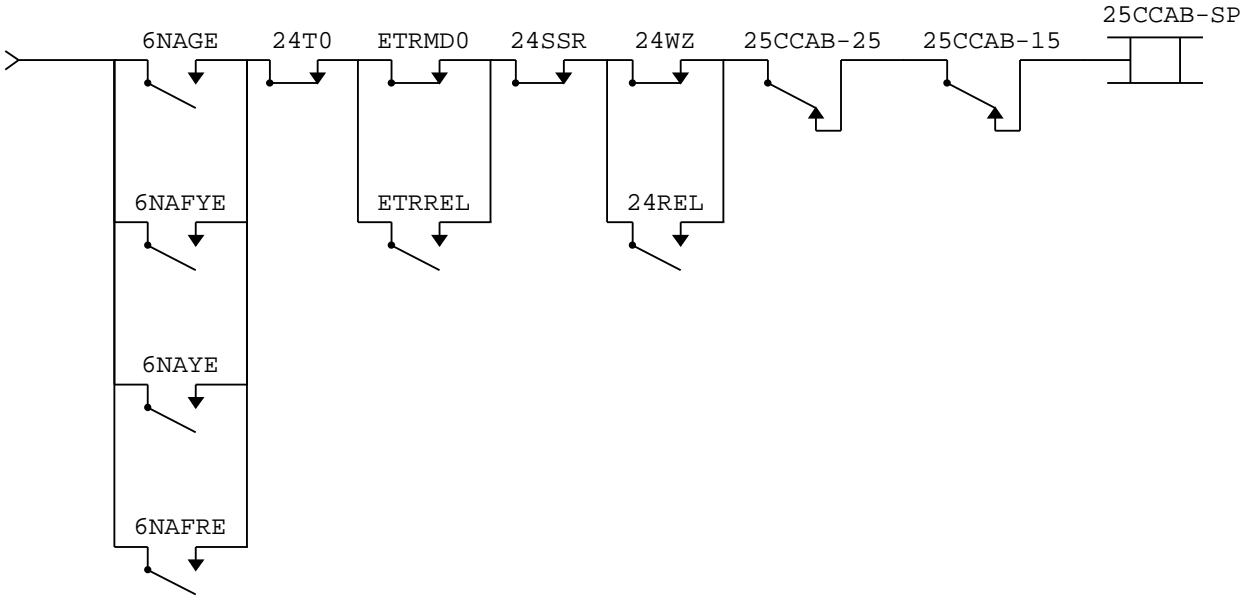 25CCAB-SP
6NAGE 24T0 ETRMD0 24SSR 24WZ 25CCAB-25 25CCAB-15
6NAFYE ETRREL 24REL
6NAYE
6NAFRE